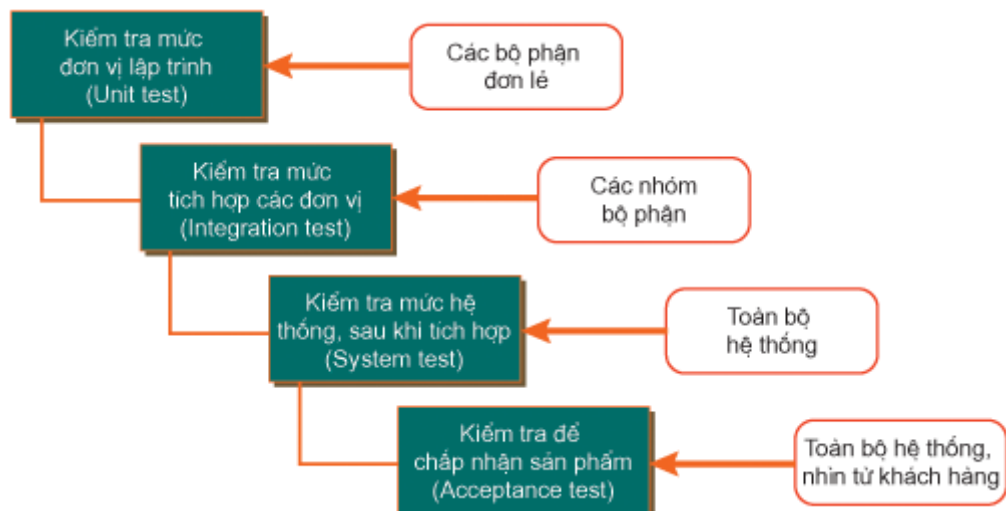 Kiểm tra mức
đơn vị lập trình
(Unit test)
Các bộ phận
đơn lẻ
Kiểm tra mức
tích hợp các đơn vị
(Integration test)
Các nhóm
bộ phận
Kiểm tra mức hệ
thống, sau khi tích hợp
(System test)
Toàn bộ
hệ thống
Kiểm tra để
chấp nhận sản phẩm
(Acceptance test)
Toàn bộ hệ thống,
nhìn từ khách hàng